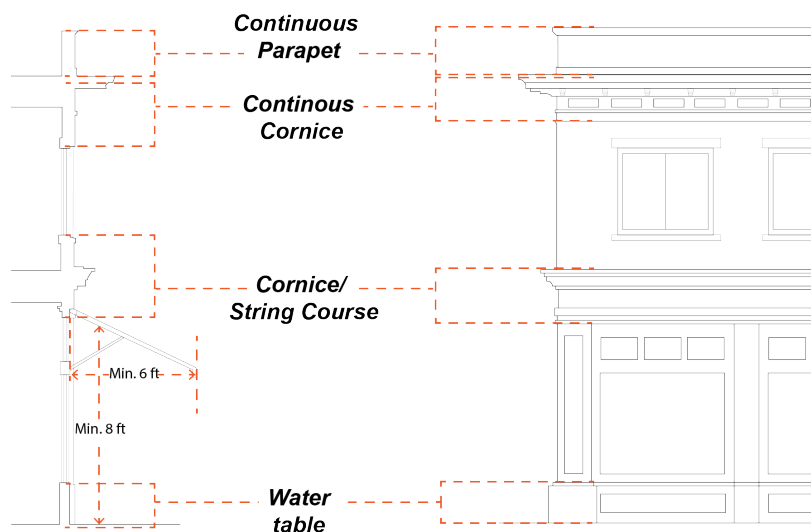 Continuous
Parapet
Continous
Cornice
Cornice/
String Course
Min. 6 ft
Min. 8 ft
Water
table